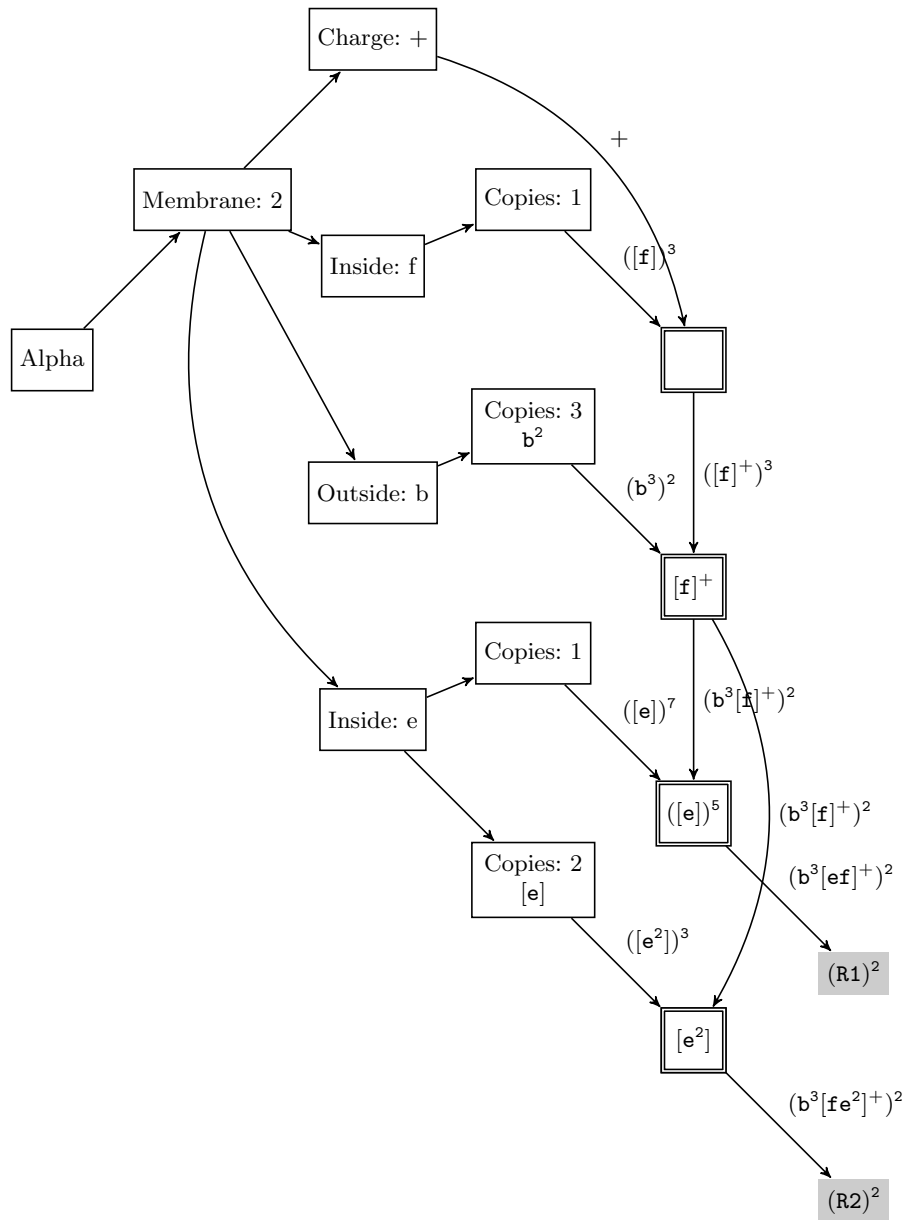 Charge: +
+
Membrane: 2
Copies: 1
([f])³
Inside: f
Alpha
Copies: 3
b²
(b³)²
([f]⁺)³
Outside: b
[f]⁺
Copies: 1
([e])⁷
(b³[f]⁺)²
Inside: e
([e])⁵
(b³[f]⁺)²
Copies: 2
[e]
(b³[ef]⁺)²
([e²])³
(R1)²
[e²]
(b³[fe²]⁺)²
(R2)²